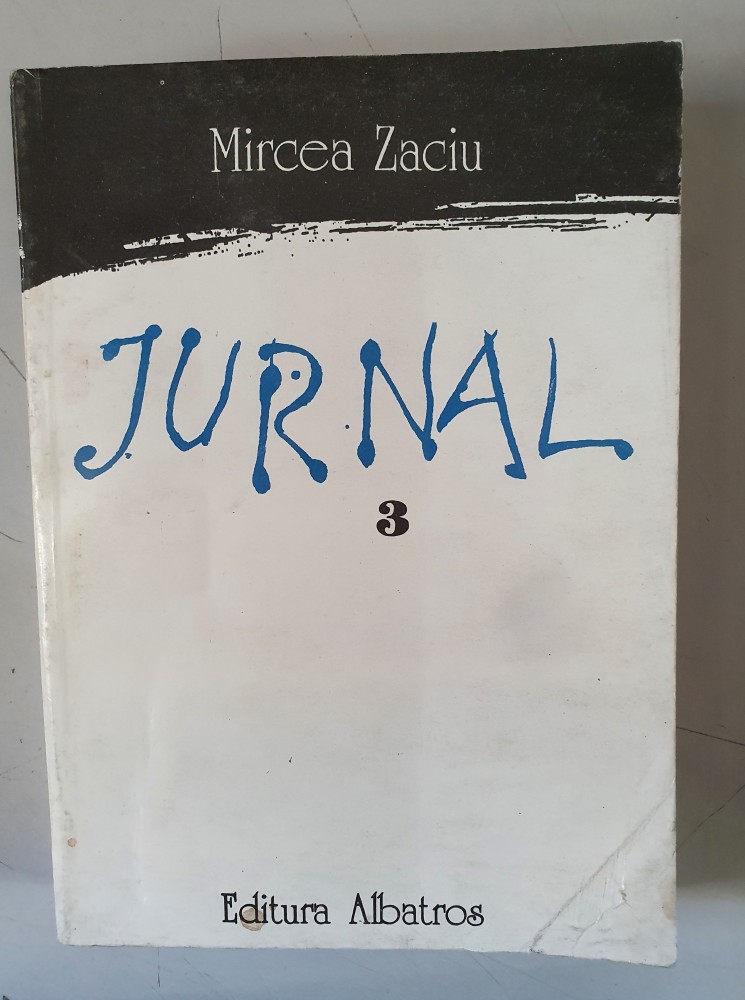 Mircea Zaciu
JURNAL
3
Editura Albatros